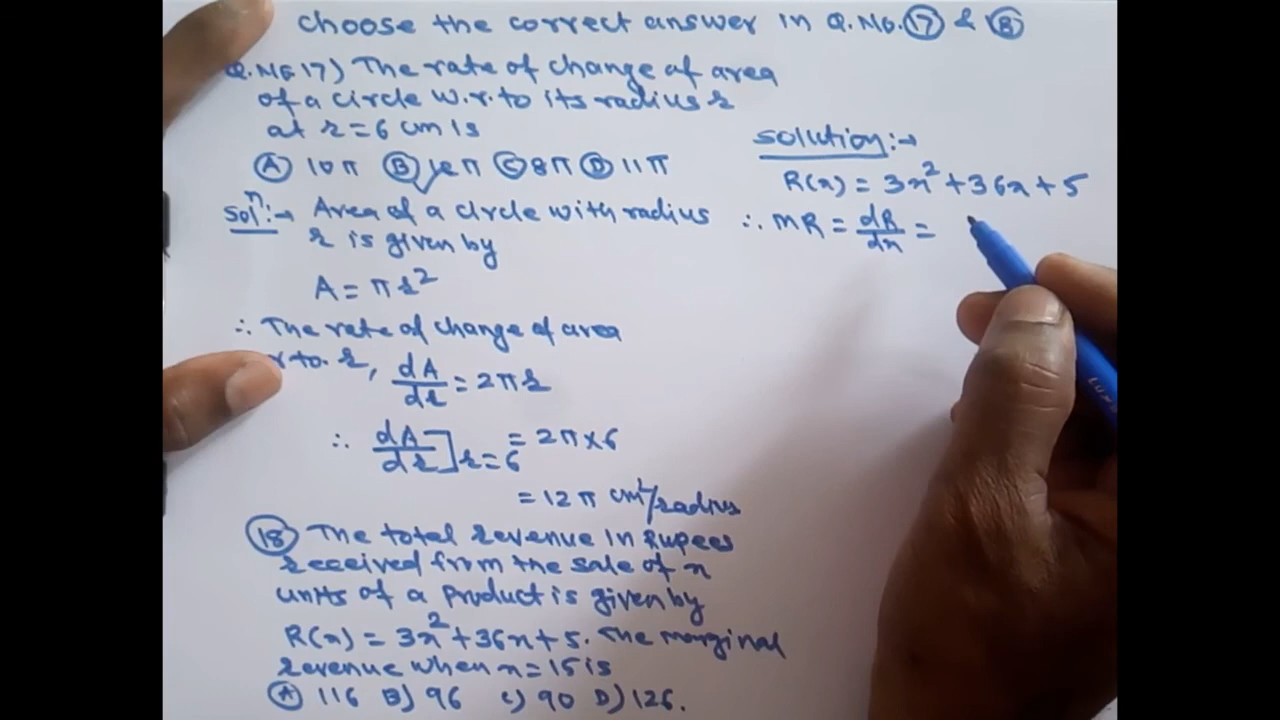 Choose the correct answer in Q.No. 17 & 18
Q.No 17) The rate of change of area
of a circle w.r.to its radius r
at r = 6 cm is
(A) 10π (B) 12π (C) 8π (D) 11π
Solⁿ:→ Area of a circle with radius
r is given by
A = πr²
∴ The rate of change of area
r to. r, dA/dr = 2πr
∴ dA/dr]r=6 = 2π×6
= 12π cm²/radius
(18) The total revenue in Rupees
received from the sale of x
units of a product is given by
R(x) = 3x² + 36x + 5. The marginal
revenue when x = 15 is
(A) 116 B) 96 C) 90 D) 126.
Solution:→
R(x) = 3x² + 36x + 5
∴ MR = dR/dx =